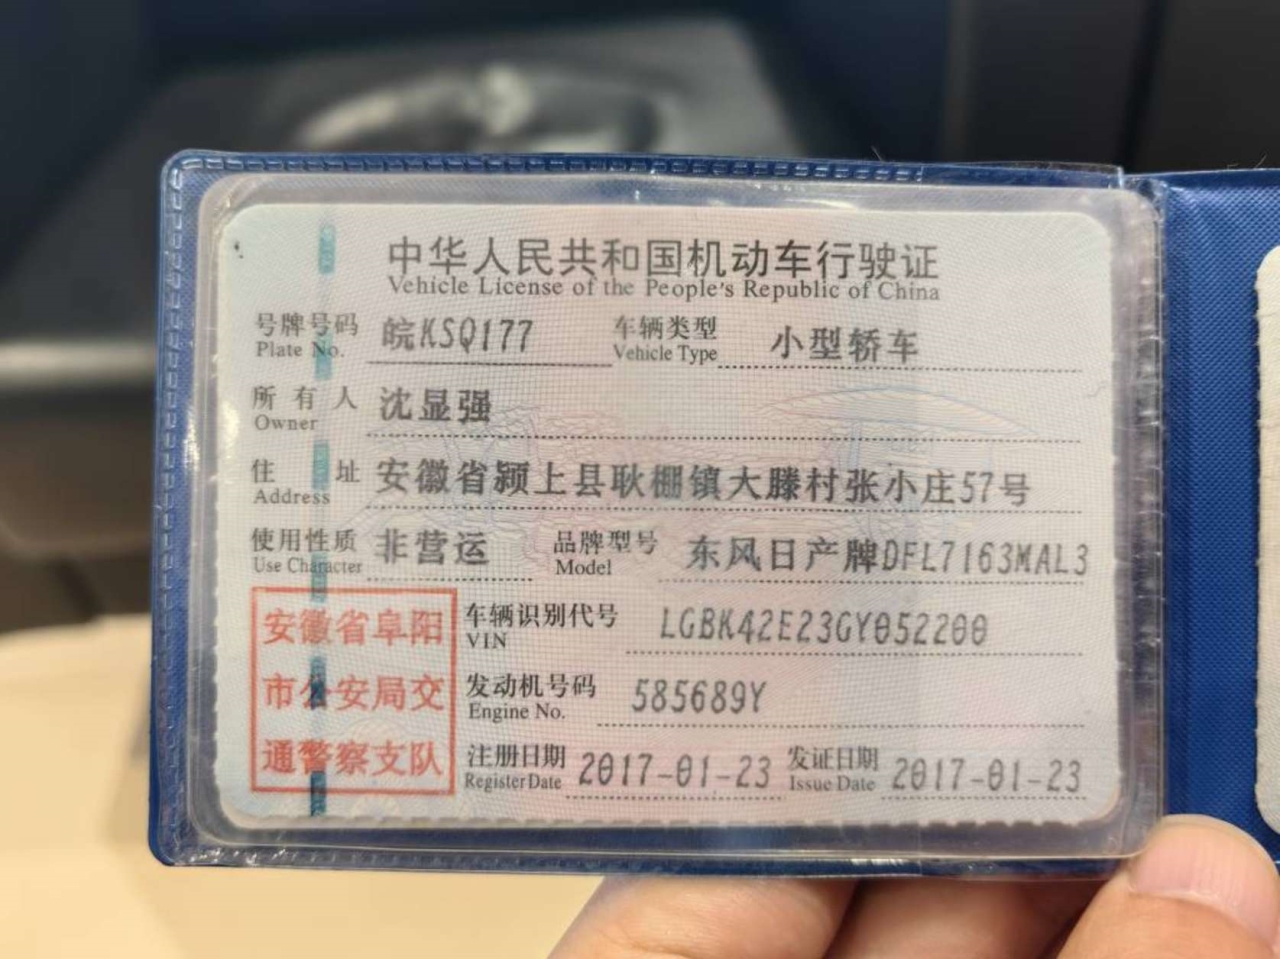 中华人民共和国机动车行驶证
Vehicle License of the People's Republic of China
号牌号码 皖KSQ177 车辆类型 小型轿车
Plate No. Vehicle Type
所有人 沈显强
Owner
住址 安徽省颍上县耿棚镇大滕村张小庄57号
Address
使用性质 非营运 品牌型号 东风日产牌DFL7163MAL3
Use Character Model
安徽省阜阳
市公安局交
通警察支队
车辆识别代号 LGBK42E23GY052200
VIN
发动机号码 585689Y
Engine No.
注册日期 2017-01-23 发证日期 2017-01-23
Register Date Issue Date